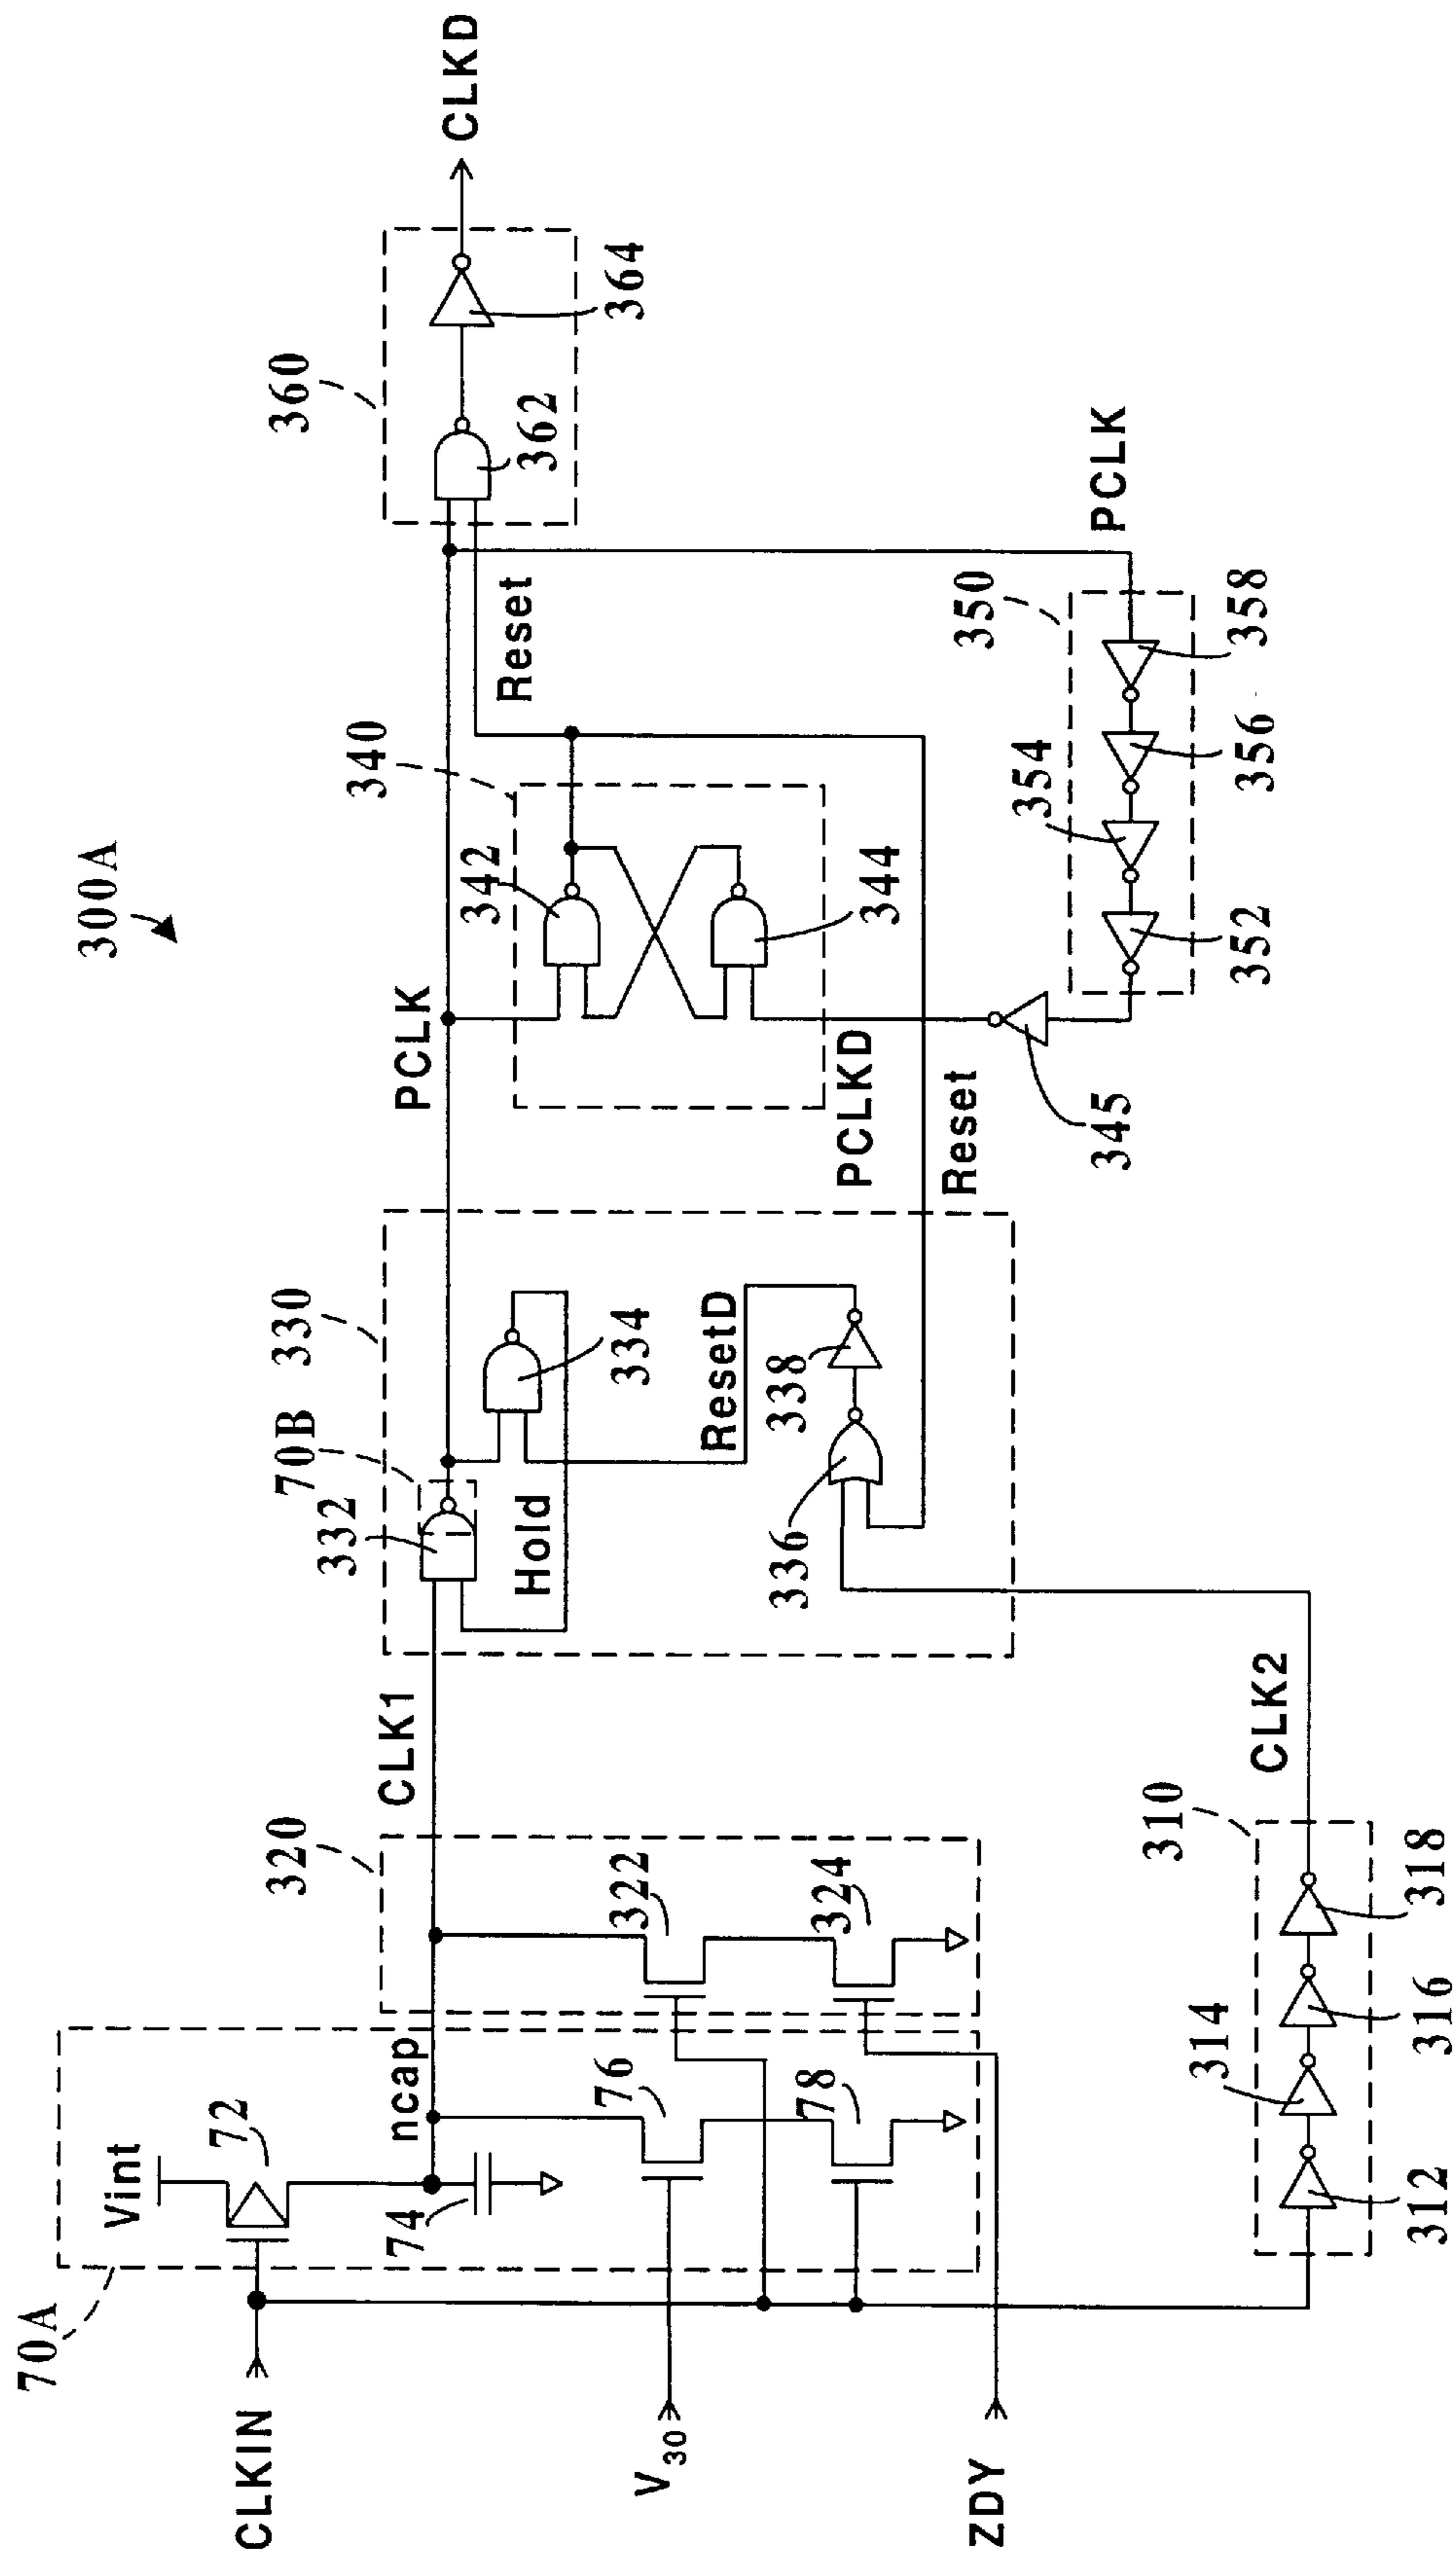 300A
70A
CLKIN
V30
ZDY
Vint
72
74
ncap
76
78
320
322
324
CLK1
310
312
314
316
318
CLK2
330
332
70B
334
Hold
336
338
ResetD
PCLK
340
342
344
PCLKD
Reset
345
Reset
350
352
354
356
358
PCLK
360
362
364
CLKD